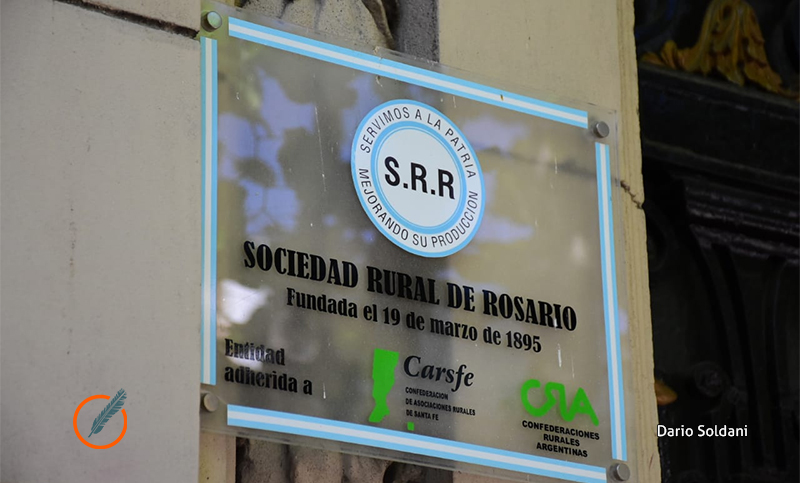 SERVIMOS A LA PATRIA
S.R.R
MEJORANDO SU PRODUCCION
SOCIEDAD RURAL DE ROSARIO
Fundada el 19 de marzo de 1895
Entidad
adherida a
Carsfe
CONFEDERACION
DE ASOCIACIONES RURALES
DE SANTA FE
CRA
CONFEDERACIONES
RURALES
ARGENTINAS
Dario Soldani